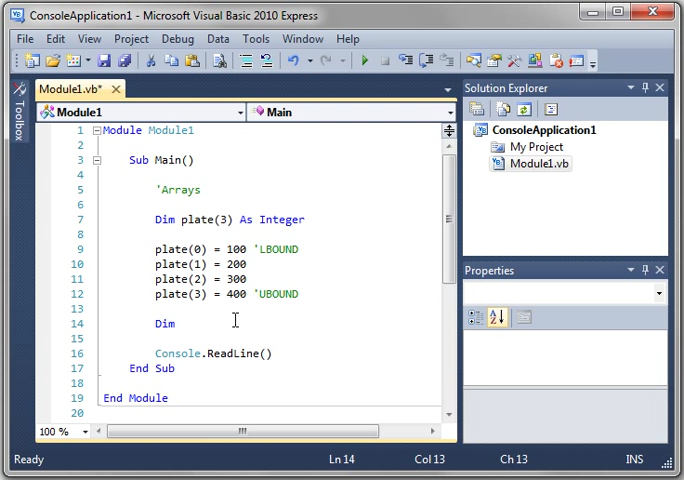 ConsoleApplication1 - Microsoft Visual Basic 2010 Express
File Edit View Project Debug Data Tools Window Help
Toolbox
Module1.vb*
Module1 Main
1 Module Module1
2
3 Sub Main()
4
5 'Arrays
6
7 Dim plate(3) As Integer
8
9 plate(0) = 100 'LBOUND
10 plate(1) = 200
11 plate(2) = 300
12 plate(3) = 400 'UBOUND
13
14 Dim
15
16 Console.ReadLine()
17 End Sub
18
19 End Module
20
100 %
Solution Explorer
ConsoleApplication1
My Project
Module1.vb
Properties
Ready Ln 14 Col 13 Ch 13 INS